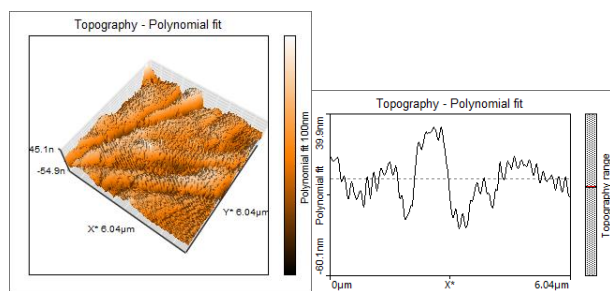 Topography - Polynomial fit
45.1n
-54.9n
X* 6.04µm
Y* 6.04µm
Polynomial fit 100nm
Topography - Polynomial fit
39.9nm
Polynomial fit
-60.1nm
0µm
X*
6.04µm
Topography range